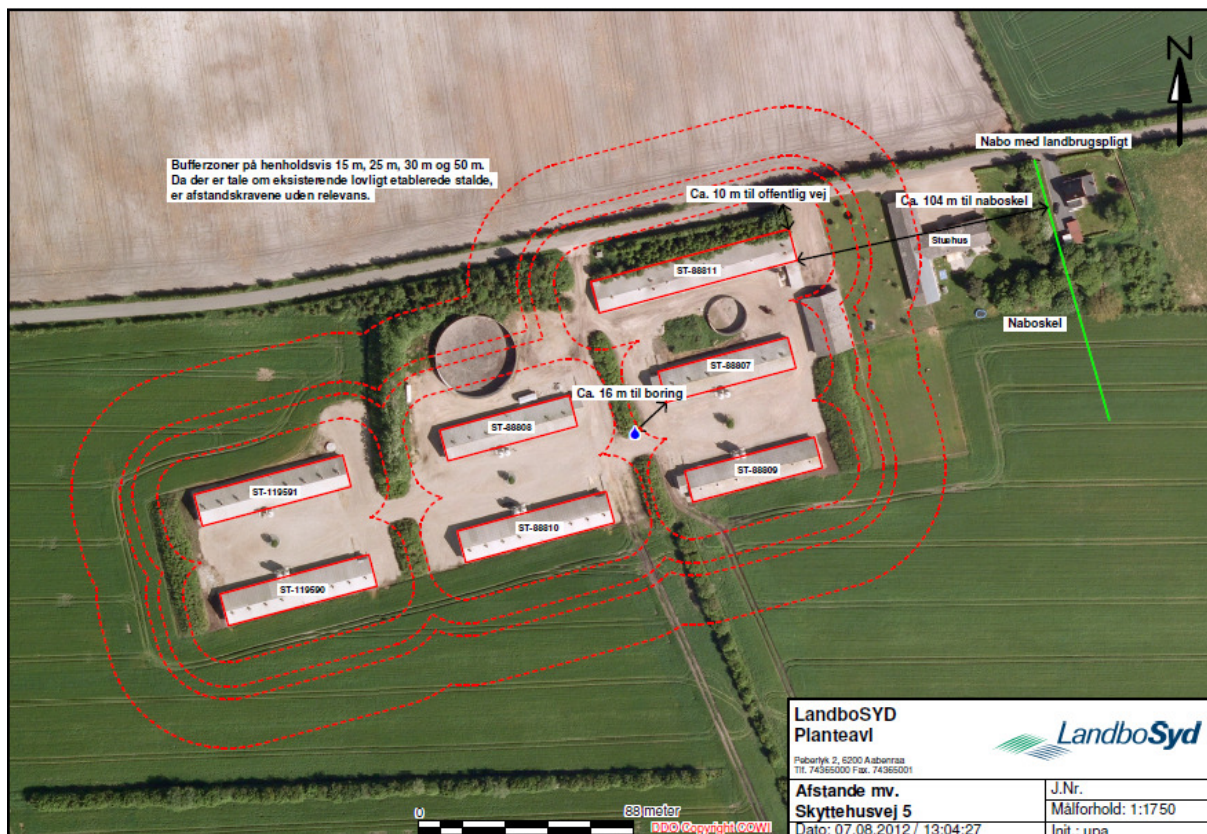 N
Nabo med landbrugspligt
Bufferzoner på henholdsvis 15 m, 25 m, 30 m og 50 m.
Da der er tale om eksisterende lovligt etablerede stalde,
er afstandskravene uden relevans.
Ca. 10 m til offentlig vej
Ca. 104 m til naboskel
Stuehus
ST-88811
Naboskel
ST-88807
Ca. 16 m til boring
ST-88808
ST-88809
ST-119591
ST-88810
ST-119590
0
88 meter
DDO Copyright COWI
LandboSYD
Planteavl
LandboSyd
Peberlyk 2, 6200 Aabenraa
Tlf. 74365000 Fax. 74365001
Afstande mv.
Skyttehusvej 5
J.Nr.
Målforhold: 1:1750
Dato: 07.08.2012 / 13:04:27
Init.: upa